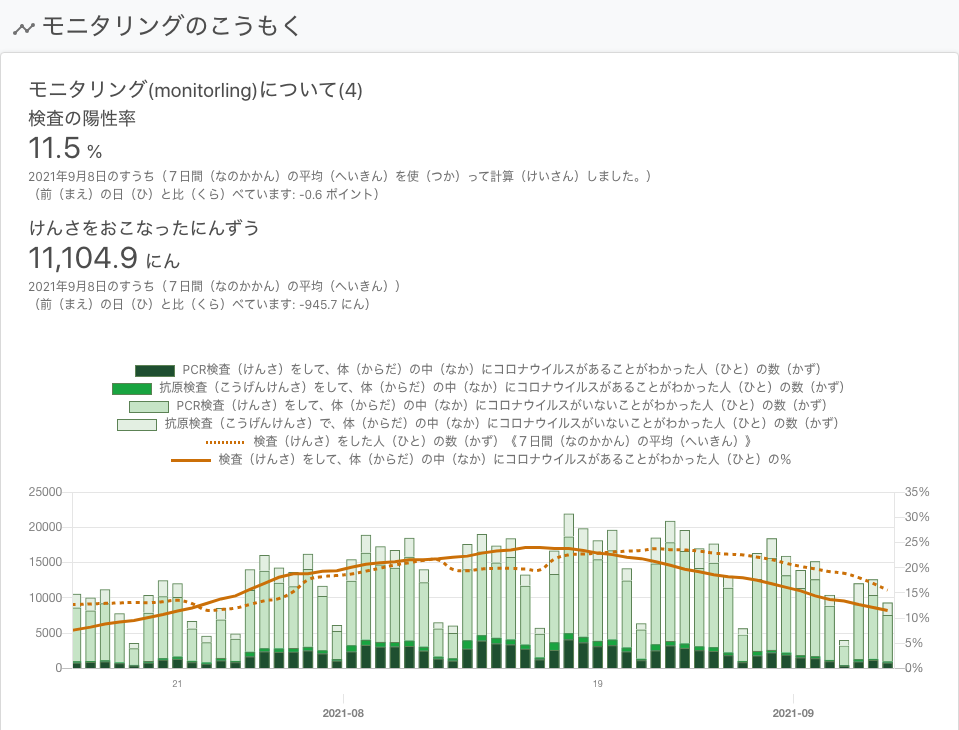 モニタリングのこうもく
モニタリング(monitorling)について(4)
検査の陽性率
11.5 %
2021年9月8日のすうち（７日間（なのかかん）の平均（へいきん）を使（つか）って計算（けいさん）しました。）
（前（まえ）の日（ひ）と比（くら）べています: -0.6 ポイント）
けんさをおこなったにんずう
11,104.9 にん
2021年9月8日のすうち（７日間（なのかかん）の平均（へいきん））
（前（まえ）の日（ひ）と比（くら）べています: -945.7 にん）
PCR検査（けんさ）をして、体（からだ）の中（なか）にコロナウイルスがあることがわかった人（ひと）の数（かず）
抗原検査（こうげんけんさ）をして、体（からだ）の中（なか）にコロナウイルスがあることがわかった人（ひと）の数（かず）
PCR検査（けんさ）をして、体（からだ）の中（なか）にコロナウイルスがいないことがわかった人（ひと）の数（かず）
抗原検査（こうげんけんさ）で、体（からだ）の中（なか）にコロナウイルスがいないことがわかった人（ひと）の数（かず）
検査（けんさ）をした人（ひと）の数（かず）《７日間（なのかかん）の平均（へいきん）》
検査（けんさ）をして、体（からだ）の中（なか）にコロナウイルスがあることがわかった人（ひと）の％
25000 35%
30%
20000
25%
15000 20%
15%
10000
10%
5000
5%
0 0%
21 19
2021-08 2021-09